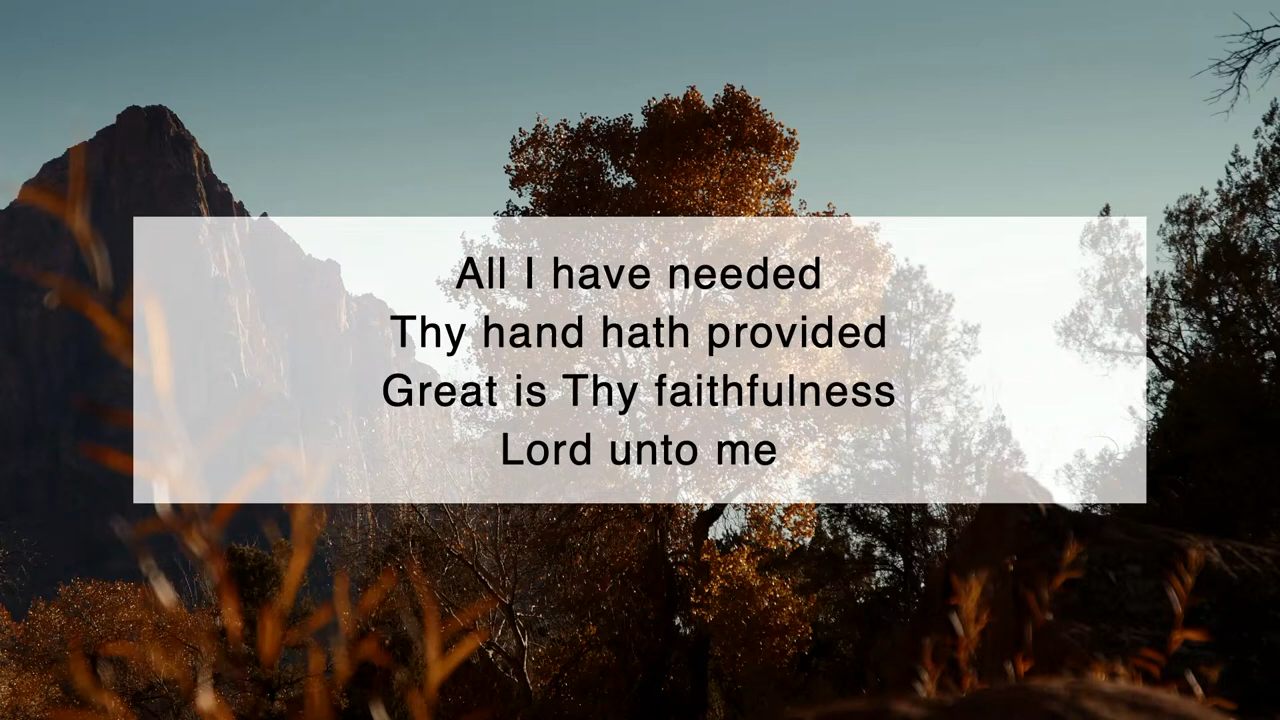 All I have needed
Thy hand hath provided
Great is Thy faithfulness
Lord unto me